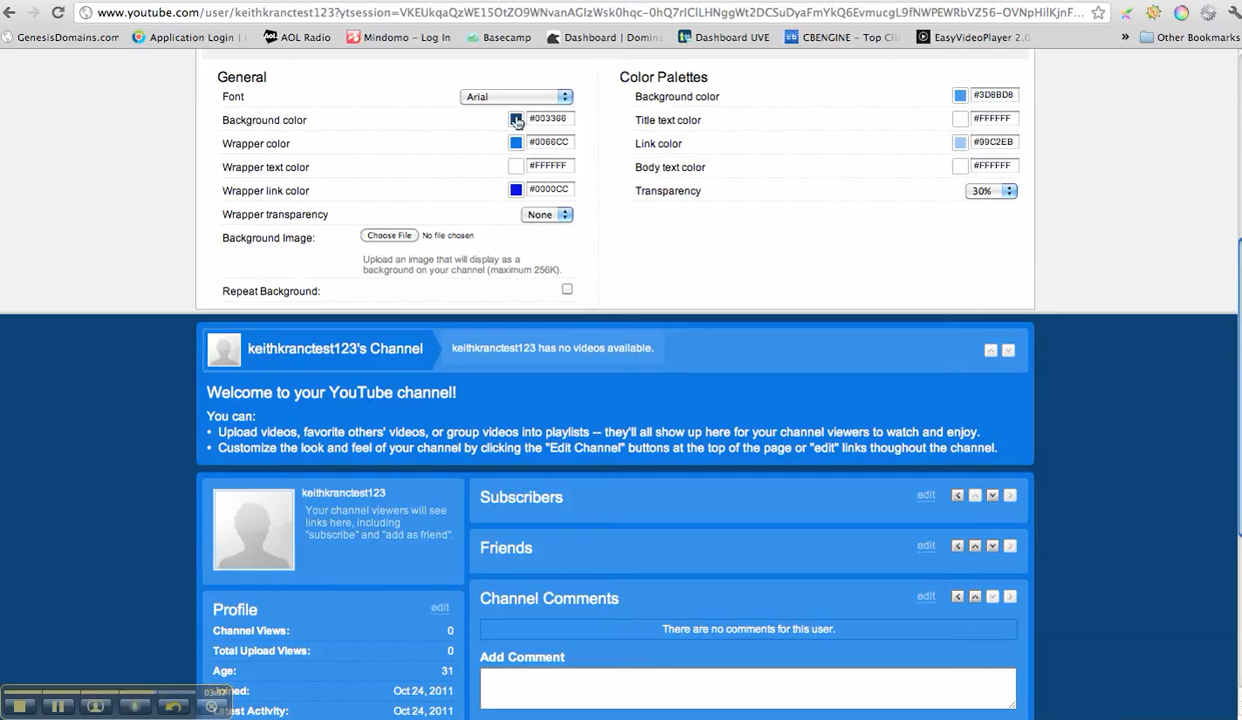 www.youtube.com/user/keithkranctest123?ytsession=
GenesisDomains.com Application Login AOL Radio Mindomo - Log In Basecamp Dashboard | Domina Dashboard UVE CBENGINE - Top Clic EasyVideoPlayer 2.0 » Other Bookmarks
General
Font Arial
Background color #003366
Wrapper color #0066CC
Wrapper text color #FFFFFF
Wrapper link color #0000CC
Wrapper transparency None
Background Image: Choose File No file chosen
Upload an image that will display as a
background on your channel (maximum 256K).
Repeat Background:
Color Palettes
Background color #3D8BD8
Title text color #FFFFFF
Link color #99C2EB
Body text color #FFFFFF
Transparency 30%
keithkranctest123's Channel keithkranctest123 has no videos available.
Welcome to your YouTube channel!
You can:
• Upload videos, favorite others' videos, or group videos into playlists -- they'll all show up here for your channel viewers to watch and enjoy.
• Customize the look and feel of your channel by clicking the "Edit Channel" buttons at the top of the page or "edit" links thoughout the channel.
keithkranctest123
Your channel viewers will see
links here, including
"subscribe" and "add as friend".
Profile edit
Channel Views: 0
Total Upload Views: 0
Age: 31
Joined: Oct 24, 2011
Latest Activity: Oct 24, 2011
Subscribers edit
Friends edit
Channel Comments edit
There are no comments for this user.
Add Comment